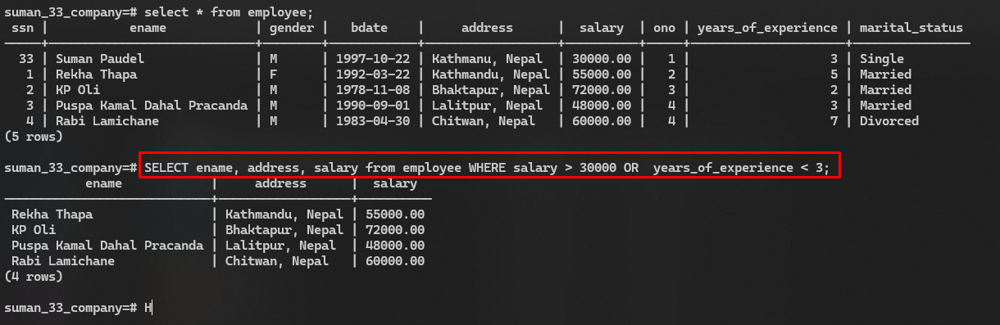 suman_33_company=# select * from employee;
 ssn |           ename            | gender |   bdate    |     address      |  salary  | ono | years_of_experience | marital_status
-----+----------------------------+--------+------------+------------------+----------+-----+---------------------+----------------
  33 | Suman Paudel               | M      | 1997-10-22 | Kathmanu, Nepal  | 30000.00 |   1 |                   3 | Single
   1 | Rekha Thapa                | F      | 1992-03-22 | Kathmandu, Nepal | 55000.00 |   2 |                   5 | Married
   2 | KP Oli                     | M      | 1978-11-08 | Bhaktapur, Nepal | 72000.00 |   3 |                   2 | Married
   3 | Puspa Kamal Dahal Pracanda | M      | 1990-09-01 | Lalitpur, Nepal  | 48000.00 |   4 |                   3 | Married
   4 | Rabi Lamichane             | M      | 1983-04-30 | Chitwan, Nepal   | 60000.00 |   4 |                   7 | Divorced
(5 rows)
suman_33_company=# SELECT ename, address, salary from employee WHERE salary > 30000 OR  years_of_experience < 3;
           ename            |     address      |  salary
----------------------------+------------------+----------
 Rekha Thapa                | Kathmandu, Nepal | 55000.00
 KP Oli                     | Bhaktapur, Nepal | 72000.00
 Puspa Kamal Dahal Pracanda | Lalitpur, Nepal  | 48000.00
 Rabi Lamichane             | Chitwan, Nepal   | 60000.00
(4 rows)
suman_33_company=# H